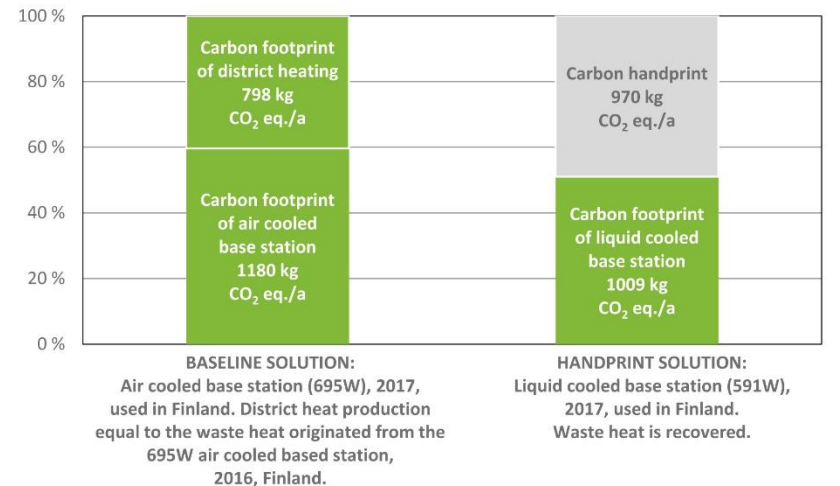 100 %
80 %
60 %
40 %
20 %
0 %
Carbon footprint
of district heating
798 kg
CO₂ eq./a
Carbon footprint
of air cooled
base station
1180 kg
CO₂ eq./a
Carbon handprint
970 kg
CO₂ eq./a
Carbon footprint
of liquid cooled
base station
1009 kg
CO₂ eq./a
BASELINE SOLUTION:
Air cooled base station (695W), 2017,
used in Finland. District heat production
equal to the waste heat originated from the
695W air cooled based station,
2016, Finland.
HANDPRINT SOLUTION:
Liquid cooled base station (591W),
2017, used in Finland.
Waste heat is recovered.